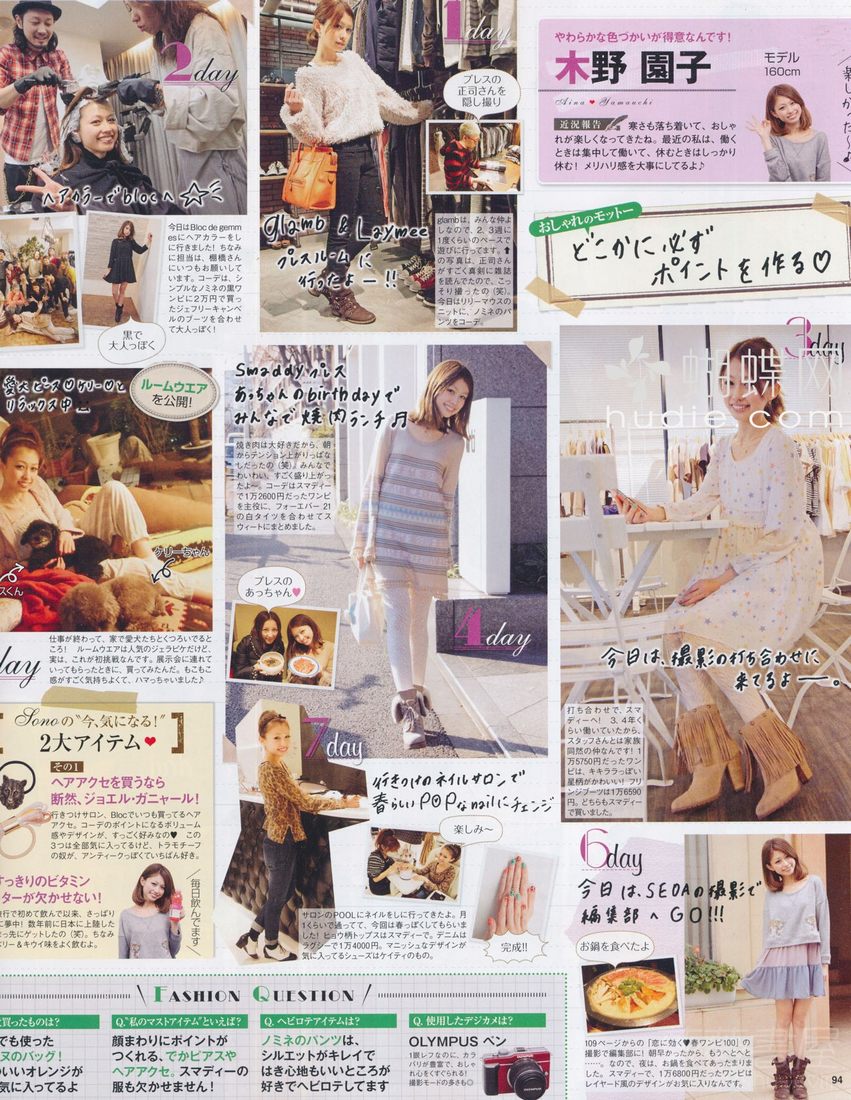 2day
ヘアカラーでblocへ☆
今日はBloc de gemm
esにヘアカラーをし
に行きました! ちなみ
に担当は、棚橋さん
にいつもお願いして
います。コーデは、シ
ンプルなノミネの黒ワ
ンピに2万円で買っ
たジェフリーキャンベ
ルのブーツを合わせ
て大人っぽく!
黒で
大人っぽく
1day
プレスの
正司さんを
隠し撮り
glamb & Laymee
プレスルームに
行ったよー!!
glambは、みんな仲よ
しなので、2、3週に
1度くらいのペースで
遊びに行ってます。⬆
の写真は、正司さん
がすごく真剣に雑誌
を読んでたので、こ
っそり撮ったの(笑)。
今日はリリーマウスの
ニットに、ノミネのパ
ンツをコーデ。
やわらかな色づかいが得意なんです!
木野 園子
モデル
160cm
Aina ♥ Yamauchi
近況報告
寒さも落ち着いて、おしゃ
れが楽しくなってきたね。最近の私は、働く
ときは集中して働いて、休むときはしっかり
休む! メリハリ感を大事にしてるよ♪
おしゃれのモットー
どこかに必ず
ポイントを作る♡
愛犬ピース♡ケリー♡と
リラックス中
ルームウエア
を公開!
スくん
ケリーちゃん
day
仕事が終わって、家で愛犬たちとくつろいでるとこ
ろ! ルームウエアは人気のジェラピケだけど、
実は、これが初挑戦なんです。展示会に連れて
いってもらったときに、買ってみたんだ。もこもこ
感がすごく気持ちよくて、ハマっちゃいました♪
Smaddyプレス
あっちゃんのbirthdayで
みんなで焼肉ランチ♬
焼き肉は大好きだから、朝
からテンション上がりっぱな
しだったの(笑)。みんなで
わいわい。すごく盛り上がっ
たよ〜。コーデはスマディー
で1万2600円だったワンピ
を主役に、フォーエバー21
の白タイツを合わせてス
ウィートにまとめました。
プレスの
あっちゃん♥
4day
3day
蝴蝶网
hudie.com
今日は、撮影の打ち合わせに
来てるよー。
打ち合わせで、スマ
ディーへ! 3、4年く
らい働いていたから、
スタッフさんとは家族
同然の仲なんです! 1
万5750円だったワン
ピは、キキララっぽい
星柄がかわいい! フリ
ンジブーツは1万6590
円。どちらもスマディ
ーで買いました。
Sonoの“今、気になる!”
2大アイテム♥
その1
ヘアアクセを買うなら
断然、ジョエル・ガニャール!
行きつけサロン、Blocでいつも買ってるヘア
アクセ。コーデのポイントになるボリューム
感やデザインが、すっごく好みなの♥ この
3つは全部気に入ってるけど、トラモチーフ
の奴が、アンティークっぽくていちばん好き。
すっきりのビタミン
ターが欠かせない!
旅行で初めて飲んで以来、さっぱり
に夢中! 数年前に日本に上陸した
まっ先にゲットしたの(笑)。ちなみ
ベリー&キウイ味をよく飲むよ。
毎日飲んでます
7day
行きつけのネイルサロンで
春らしいPOPなnailにチェンジ
楽しみ〜
完成!!
サロンのPOOLにネイルをしに行ってきたよ。月
1くらいで通ってて、今回は春っぽくしてもらいま
した! ヒョウ柄トップスはスマディーで。デニムは
ラグシーで1万4000円。マニッシュなデザインが
気に入ってるシューズはケイティのもの。
6day
今日は、SEDAの撮影で
編集部へGO!!!
お鍋を食べたよ
109ページからの「恋に効く♥春ワンピ100」の
撮影で編集部に! 朝早かったから、もうへとへと
……。なので、夜は、お鍋を食べてあったまりま
した。スマディーで、1万6800円だったワンピは
レイヤード風のデザインがお気に入りなんです。
FASHION QUESTION
買ったものは?
でも使った
ヌのバッグ!
いいオレンジが
に入ってるよ
Q.“私のマストアイテム”といえば?
顔まわりにポイントが
つくれる、でかピアスや
ヘアアクセ。スマディーの
服も欠かせません!
Q.ヘビロテアイテムは?
ノミネのパンツは、
シルエットがキレイで
はき心地もいいところが
好きでヘビロテしてます
Q.使用したデジカメは?
OLYMPUS ペン
1眼レフなのに、カラ
バリが豊富で、おしゃ
れ心をくすぐられる!
撮影モードの多さも◎
94